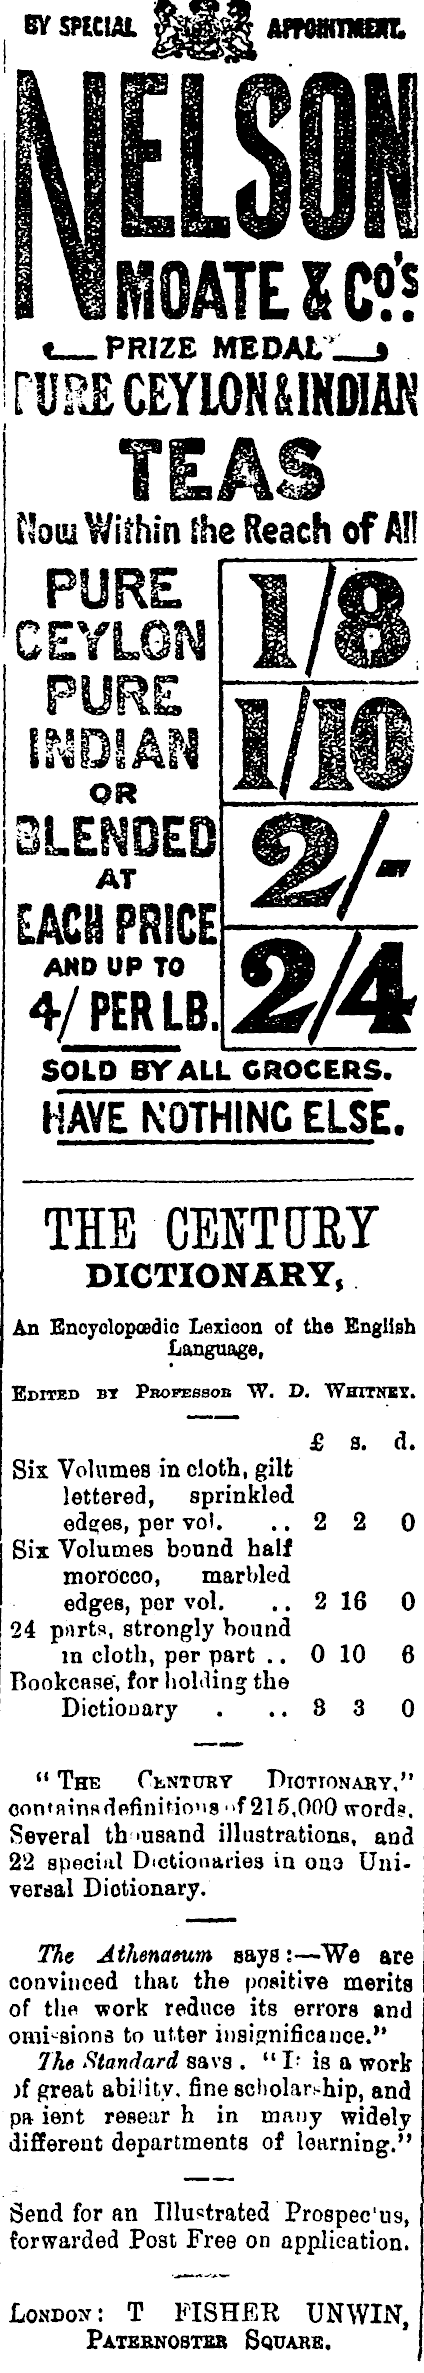 BY SPECIAL APPOINTMENT.
NELSON
MOATE & Co's
PRIZE MEDAL
PURE CEYLON & INDIAN
TEAS
Now Within the Reach of All
PURE
CEYLON
PURE
INDIAN
OR
BLENDED
AT
EACH PRICE
AND UP TO
4/ PER LB.
1/8
1/10
2/-
2/4
SOLD BY ALL GROCERS.
HAVE NOTHING ELSE.
THE CENTURY
DICTIONARY,
An Encyclopœdic Lexicon of the English
Language,
EDITED BY PROFESSOR W. D. WHITNEY.
£ s. d.
Six Volumes in cloth, gilt
lettered, sprinkled
edges, per vol. .. 2 2 0
Six Volumes bound half
morocco, marbled
edges, per vol. .. 2 16 0
24 parts, strongly bound
in cloth, per part .. 0 10 6
Bookcase, for holding the
Dictionary . .. 3 3 0
"THE CENTURY DICTIONARY,"
contains definitions of 215,000 words.
Several thousand illustrations, and
22 special Dictionaries in one Uni-
versal Dictionary.
The Athenaeum says:—We are
convinced that the positive merits
of the work reduce its errors and
omissions to utter insignificance."
The Standard says. "It is a work
of great ability, fine scholarship, and
patient research in many widely
different departments of learning."
Send for an Illustrated Prospectus,
forwarded Post Free on application.
LONDON: T FISHER UNWIN,
PATERNOSTER SQUARE.